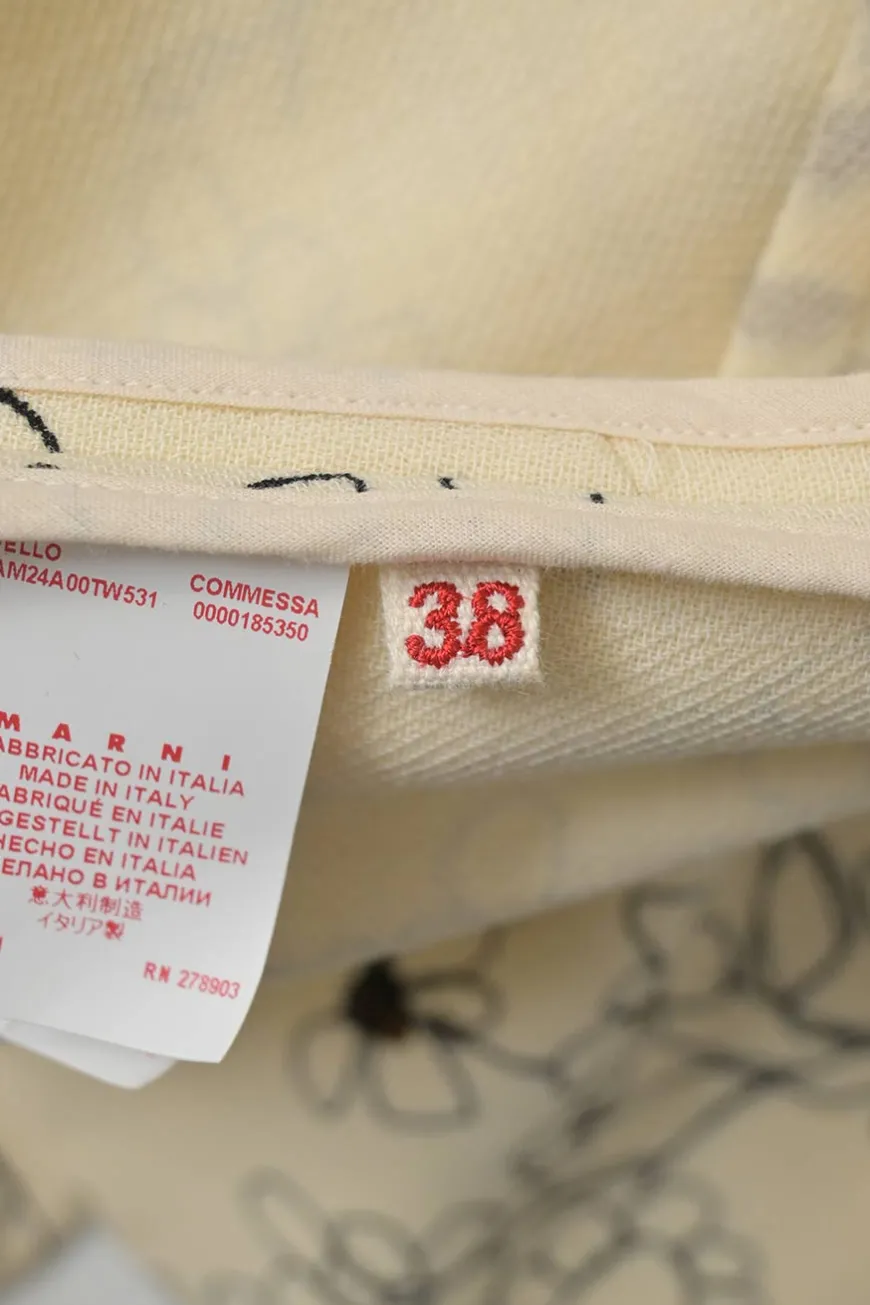 ELLO
AM24A00TW531
COMMESSA
0000185350
38
MARNI
ABBRICATO IN ITALIA
MADE IN ITALY
ABRIQUÉ EN ITALIE
GESTELLT IN ITALIEN
HECHO EN ITALIA
ЕЛАНО В ИТАЛИИ
意大利制造
イタリア製
RN 278903